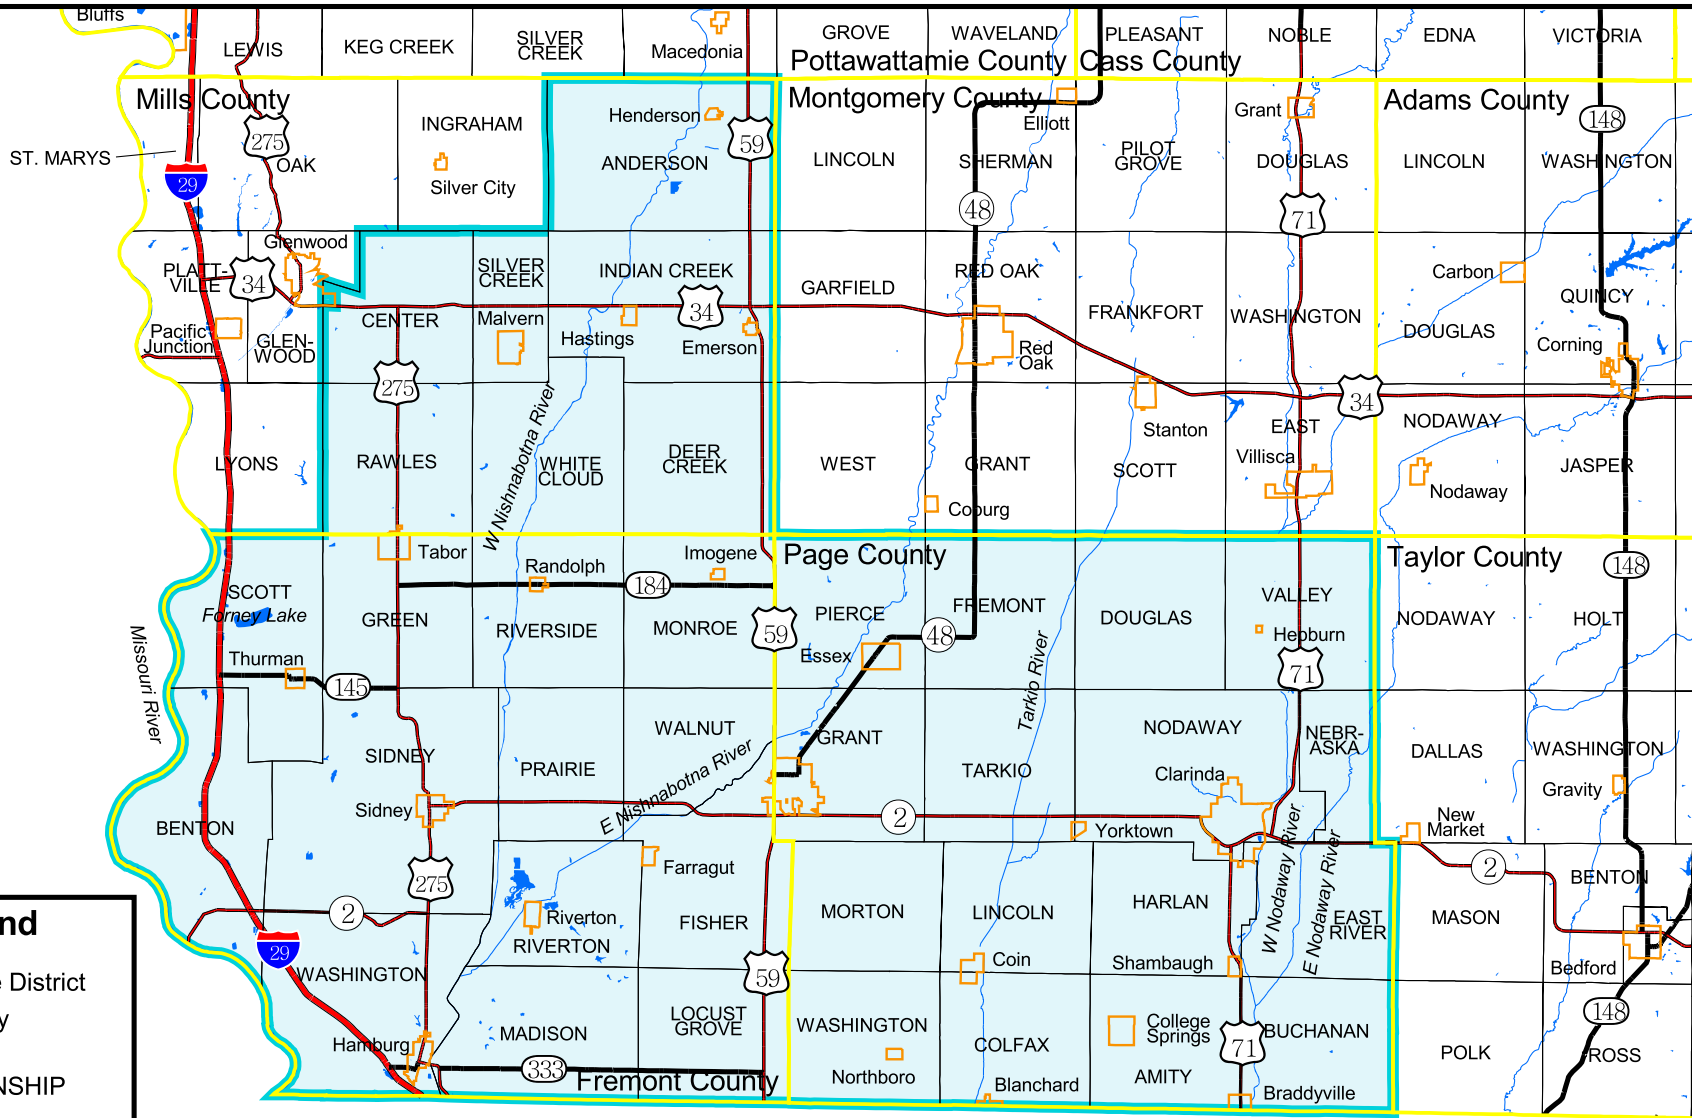 Bluffs
LEWIS
KEG CREEK
SILVER
CREEK
Macedonia
GROVE
WAVELAND
PLEASANT
NOBLE
EDNA
VICTORIA
Pottawattamie County
Cass County
Mills County
Montgomery County
Adams County
Henderson
Elliott
Grant
148
275
INGRAHAM
59
ST. MARYS
OAK
ANDERSON
LINCOLN
SHERMAN
PILOT
GROVE
DOUGLAS
LINCOLN
WASHINGTON
29
Silver City
48
71
Glenwood
PLATT-
VILLE
34
SILVER
CREEK
INDIAN CREEK
GARFIELD
RED OAK
Carbon
QUINCY
34
CENTER
Malvern
Hastings
Emerson
FRANKFORT
WASHINGTON
DOUGLAS
Pacific
Junction
GLEN-
WOOD
Red
Oak
Corning
275
34
W Nishnabotna River
Stanton
EAST
NODAWAY
LYONS
RAWLES
WHITE
CLOUD
DEER
CREEK
WEST
GRANT
SCOTT
Villisca
JASPER
Nodaway
Coburg
Tabor
Imogene
Page County
Taylor County
Randolph
184
148
SCOTT
Forney Lake
GREEN
RIVERSIDE
MONROE
59
PIERCE
FREMONT
DOUGLAS
VALLEY
NODAWAY
HOLT
Hepburn
48
Essex
Missouri River
Thurman
145
Tarkio River
71
WALNUT
GRANT
NODAWAY
NEBR-
ASKA
DALLAS
WASHINGTON
SIDNEY
PRAIRIE
TARKIO
Clarinda
Gravity
E Nishnabotna River
Sidney
2
Yorktown
New
Market
BENTON
W Nodaway River
E Nodaway River
Farragut
2
BENTON
275
2
Riverton
RIVERTON
FISHER
MORTON
LINCOLN
HARLAN
EAST
RIVER
MASON
nd
29
Coin
Shambaugh
Bedford
e District
WASHINGTON
59
y
LOCUST
GROVE
MADISON
WASHINGTON
COLFAX
College
Springs
BUCHANAN
148
Hamburg
71
POLK
ROSS
333
Fremont County
Northboro
Blanchard
AMITY
Braddyville
NSHIP